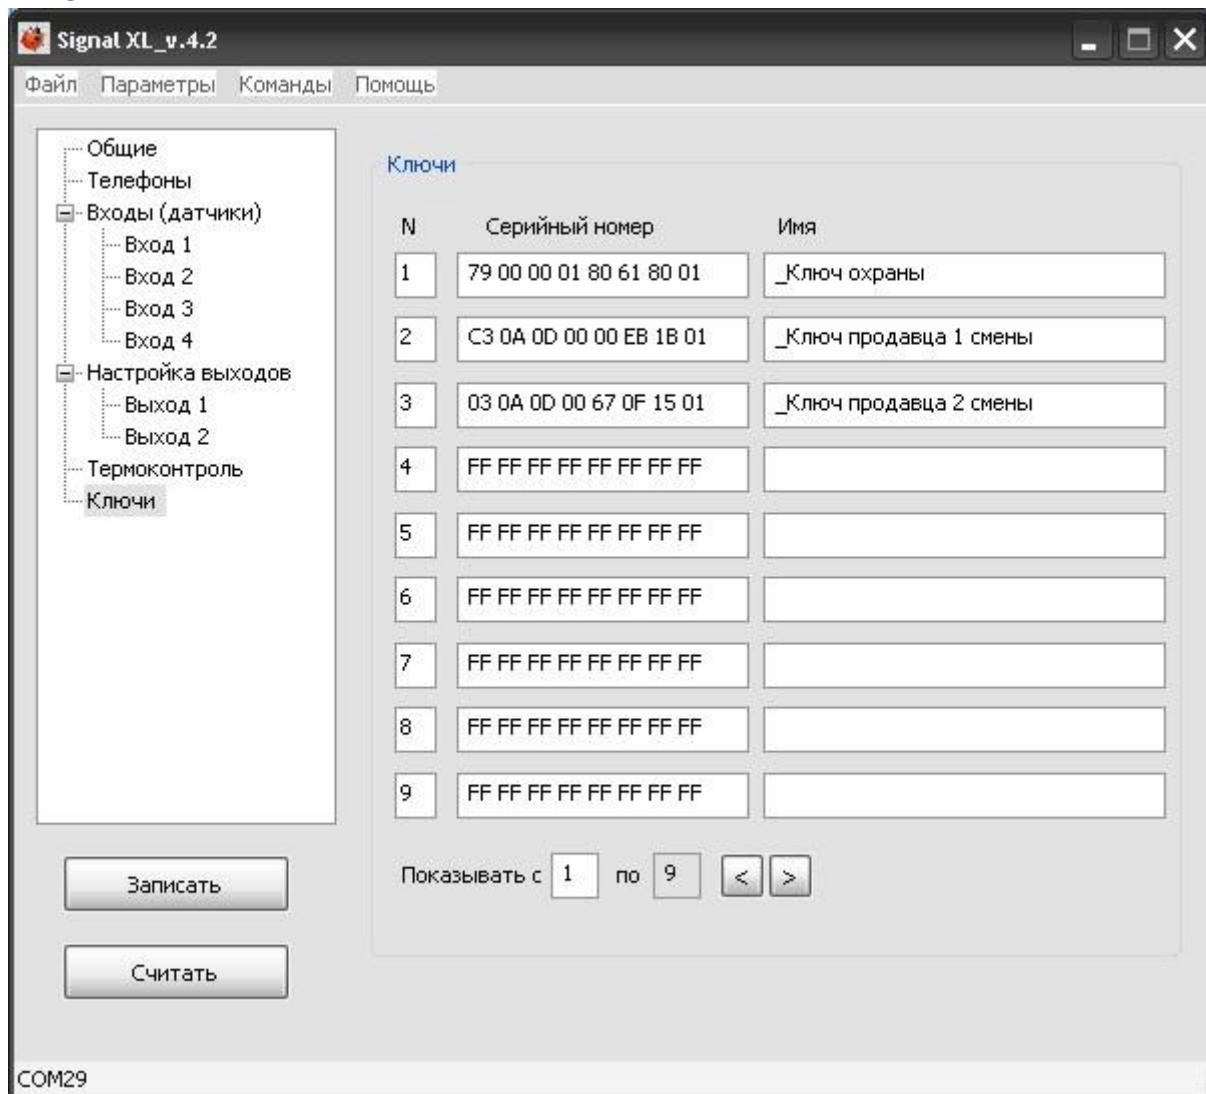 Signal XL_v.4.2
Файл Параметры Команды Помощь
Общие
Телефоны
Входы (датчики)
Вход 1
Вход 2
Вход 3
Вход 4
Настройка выходов
Выход 1
Выход 2
Термоконтроль
Ключи
Записать
Считать
Ключи
N Серийный номер Имя
1 79 00 00 01 80 61 80 01 _Ключ охраны
2 C3 0A 0D 00 00 EB 1B 01 _Ключ продавца 1 смены
3 03 0A 0D 00 67 0F 15 01 _Ключ продавца 2 смены
4 FF FF FF FF FF FF FF FF
5 FF FF FF FF FF FF FF FF
6 FF FF FF FF FF FF FF FF
7 FF FF FF FF FF FF FF FF
8 FF FF FF FF FF FF FF FF
9 FF FF FF FF FF FF FF FF
Показывать с 1 по 9 < >
COM29